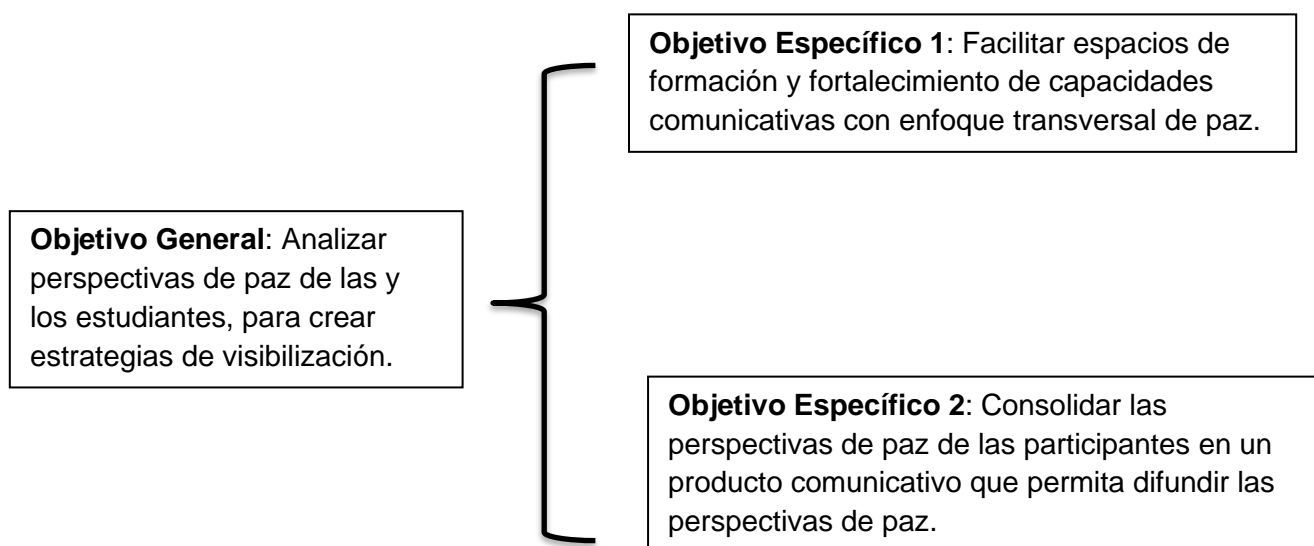 Objetivo Específico 1: Facilitar espacios de
formación y fortalecimiento de capacidades
comunicativas con enfoque transversal de paz.
Objetivo General: Analizar
perspectivas de paz de las y
los estudiantes, para crear
estrategias de visibilización.
Objetivo Específico 2: Consolidar las
perspectivas de paz de las participantes en un
producto comunicativo que permita difundir las
perspectivas de paz.